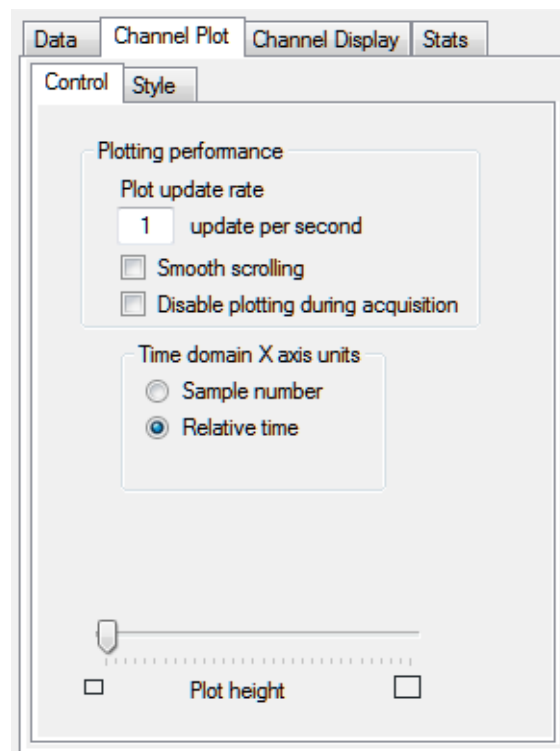 Data Channel Plot Channel Display Stats
Control Style
Plotting performance
Plot update rate
1 update per second
Smooth scrolling
Disable plotting during acquisition
Time domain X axis units
Sample number
Relative time
Plot height